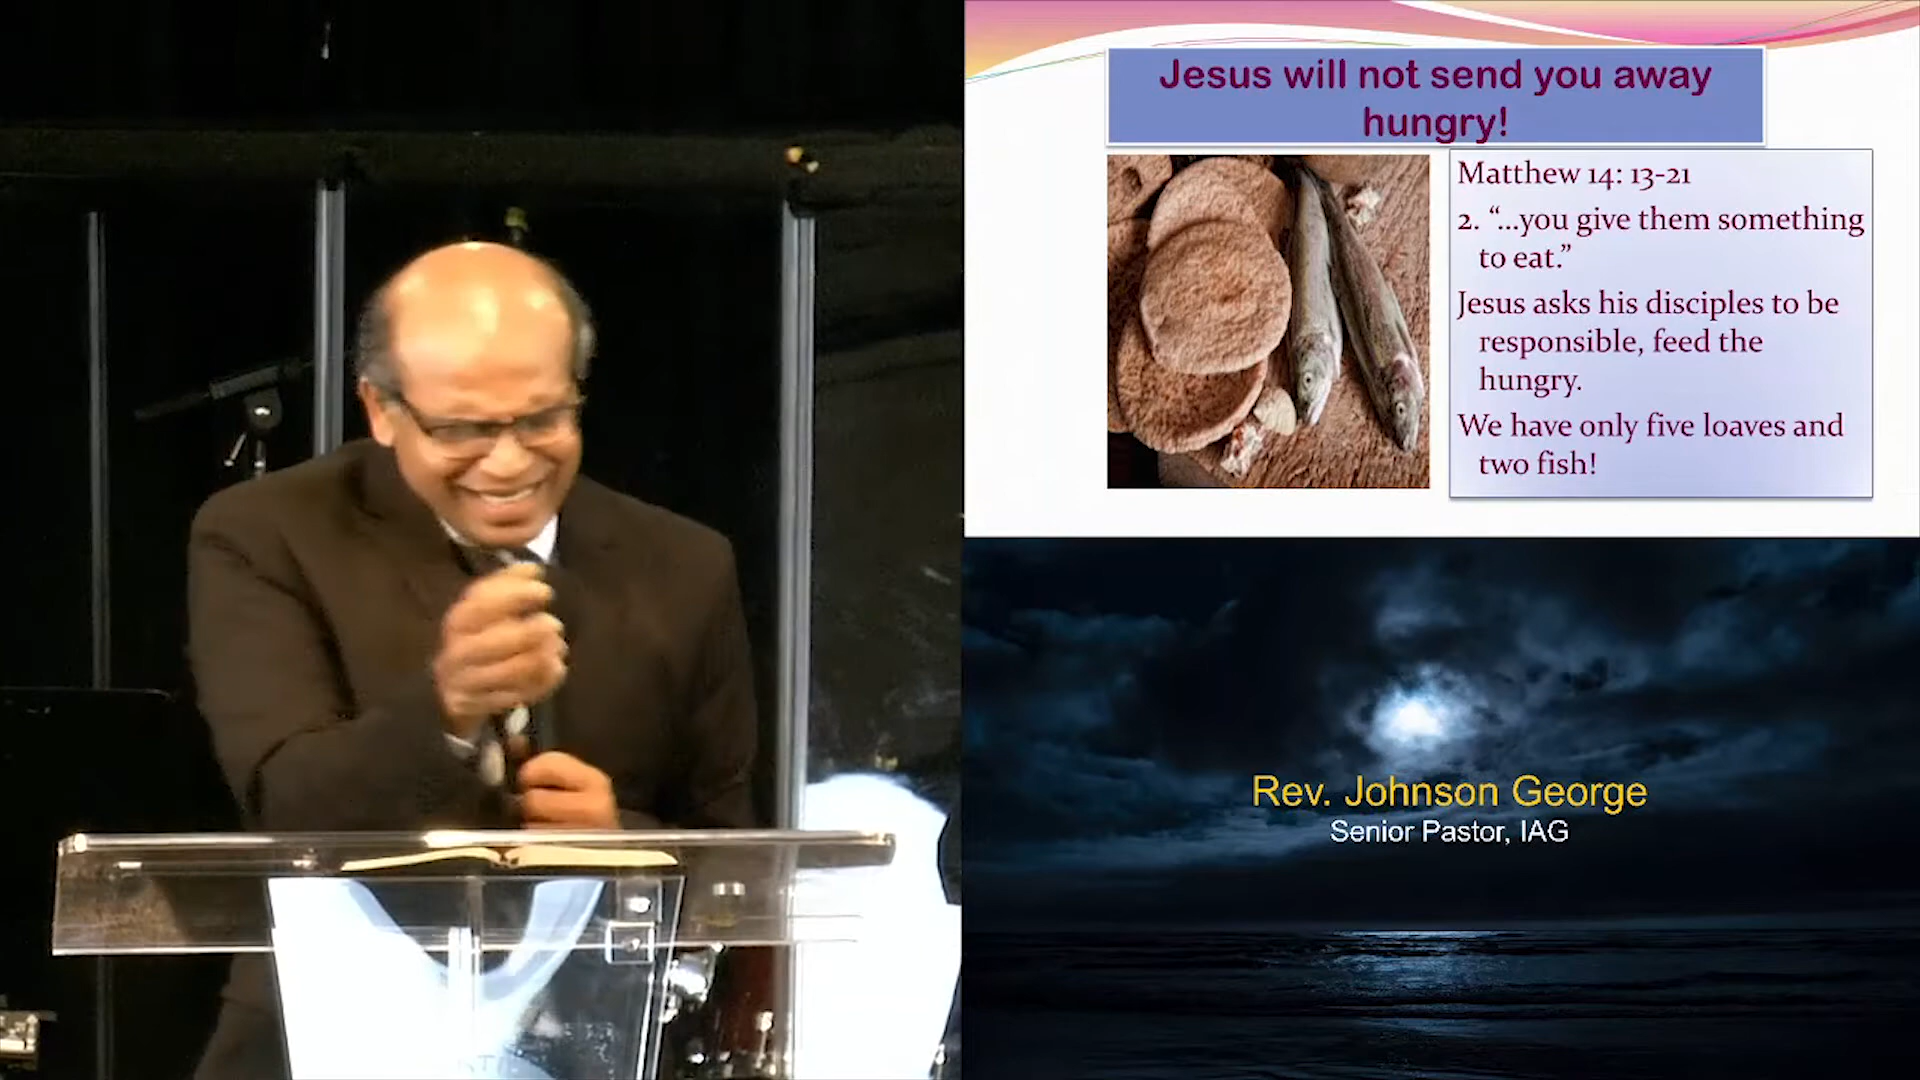 Jesus will not send you away
hungry!
Matthew 14: 13-21
2. “...you give them something
to eat.”
Jesus asks his disciples to be
responsible, feed the
hungry.
We have only five loaves and
two fish!
Rev. Johnson George
Senior Pastor, IAG